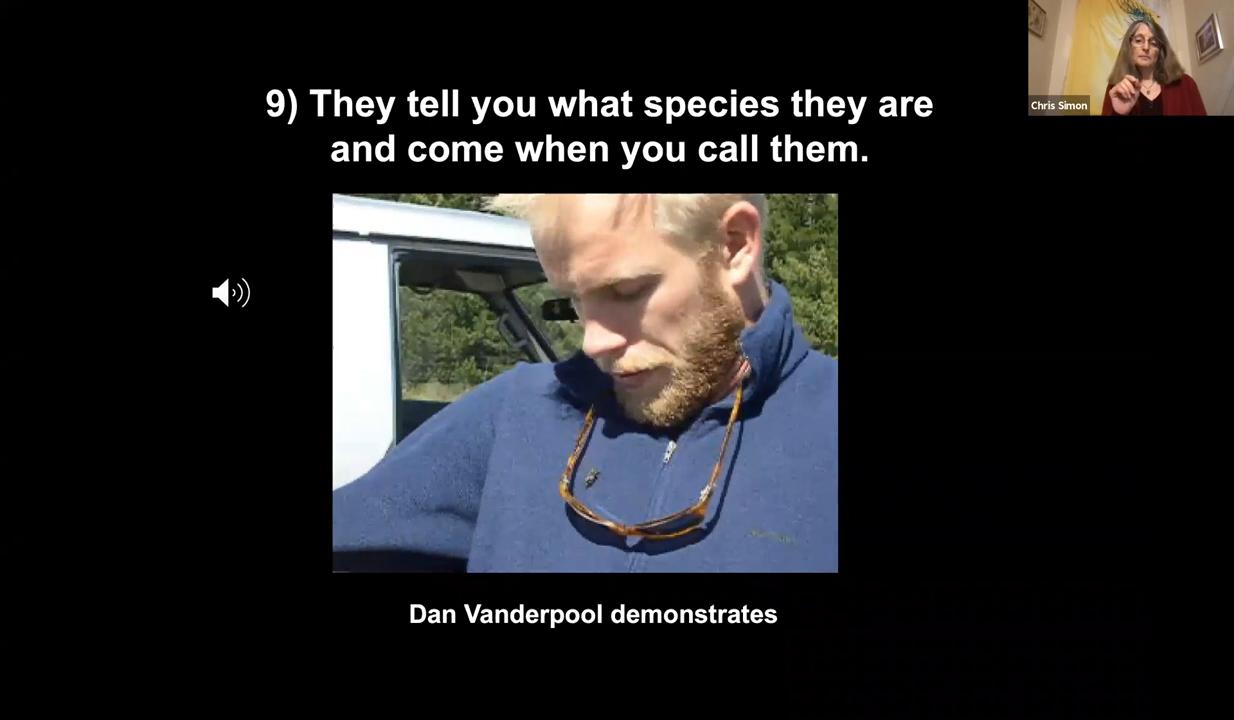 9) They tell you what species they are
and come when you call them.
Chris Simon
Dan Vanderpool demonstrates